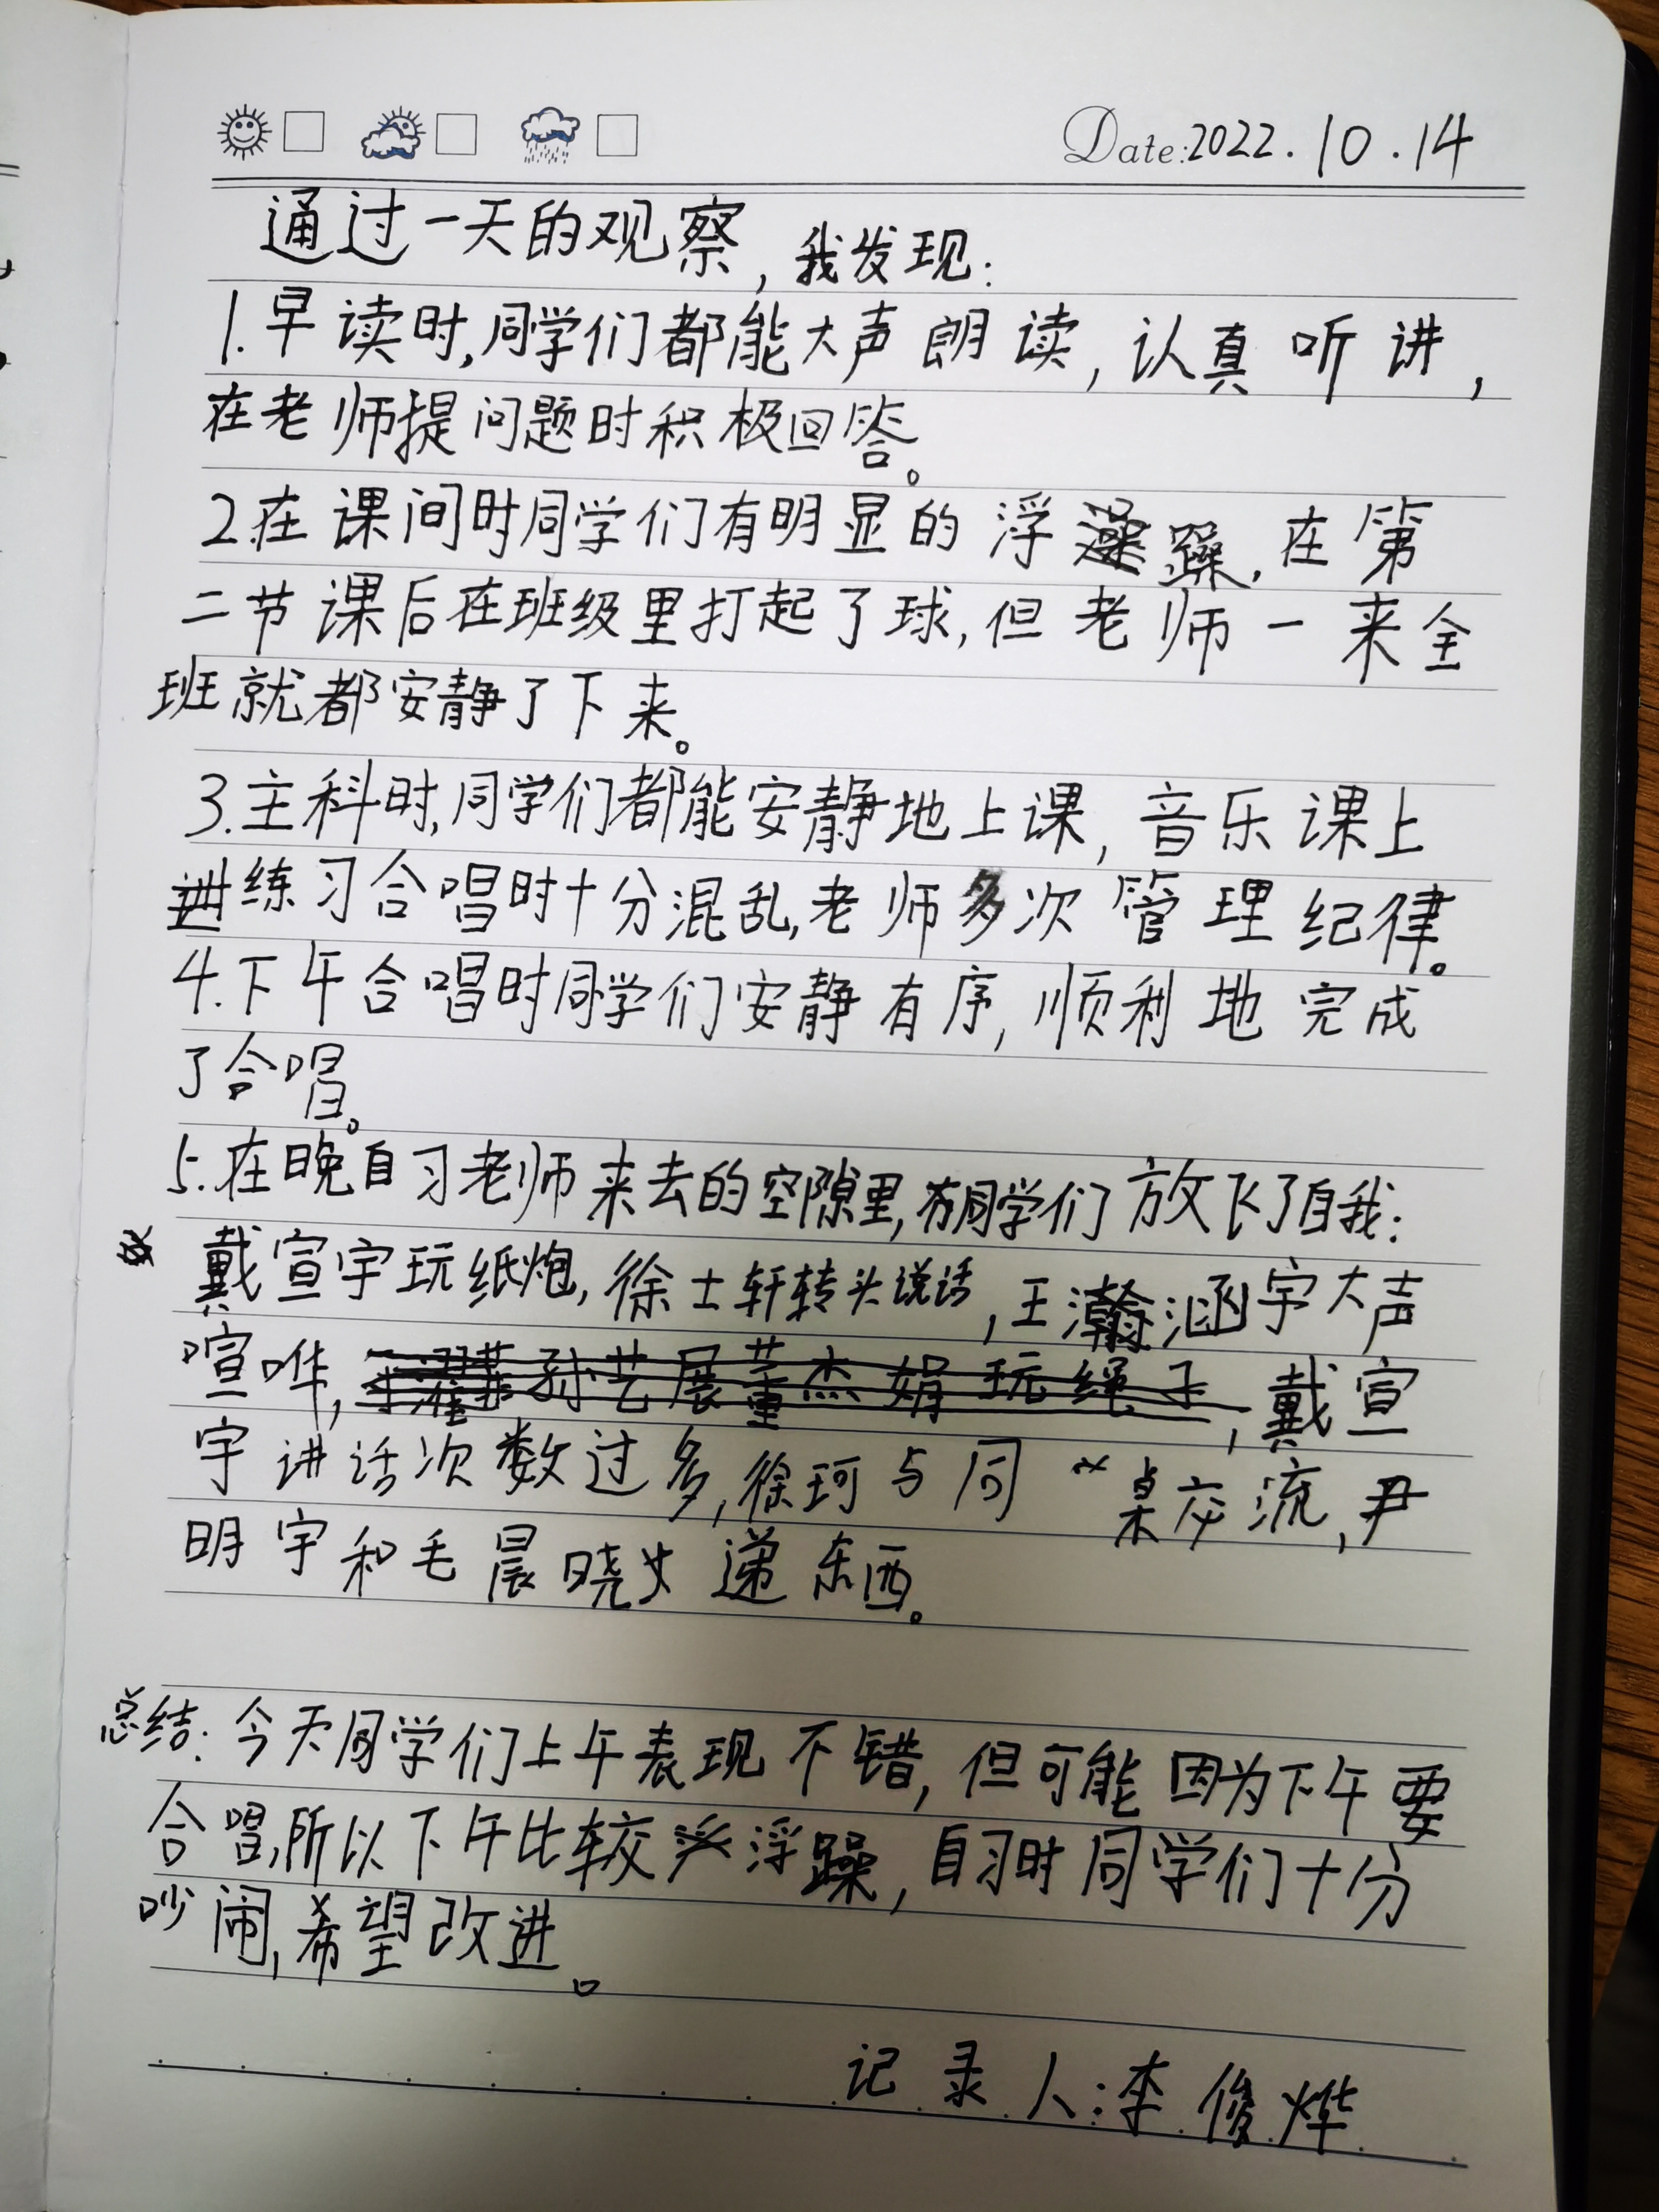 Date: 2022.10.14
通过一天的观察,我发现:
1.早读时,同学们都能大声朗读,认真听讲,
在老师提问题时积极回答。
2.在课间时同学们有明显的浮躁,在第
二节课后在班级里打起了球,但老师一来全
班就都安静了下来。
3.主科时,同学们都能安静地上课,音乐课上
练习合唱时十分混乱,老师多次管理纪律。
4.下午合唱时同学们安静有序,顺利地完成
了合唱。
5.在晚自习老师来去的空隙里,同学们放飞了自我:
戴宣宇玩纸炮,徐士轩转头说话,王瀚涵宇大声
喧哗,孙艺展董杰娟玩绳子,戴宣
宇讲话次数过多,徐珂与同桌交流,尹
明宇和毛晨晓递东西。
总结:今天同学们上午表现不错,但可能因为下午要
合唱,所以下午比较浮躁,自习时同学们十分
吵闹,希望改进。
记录人:李俊烨